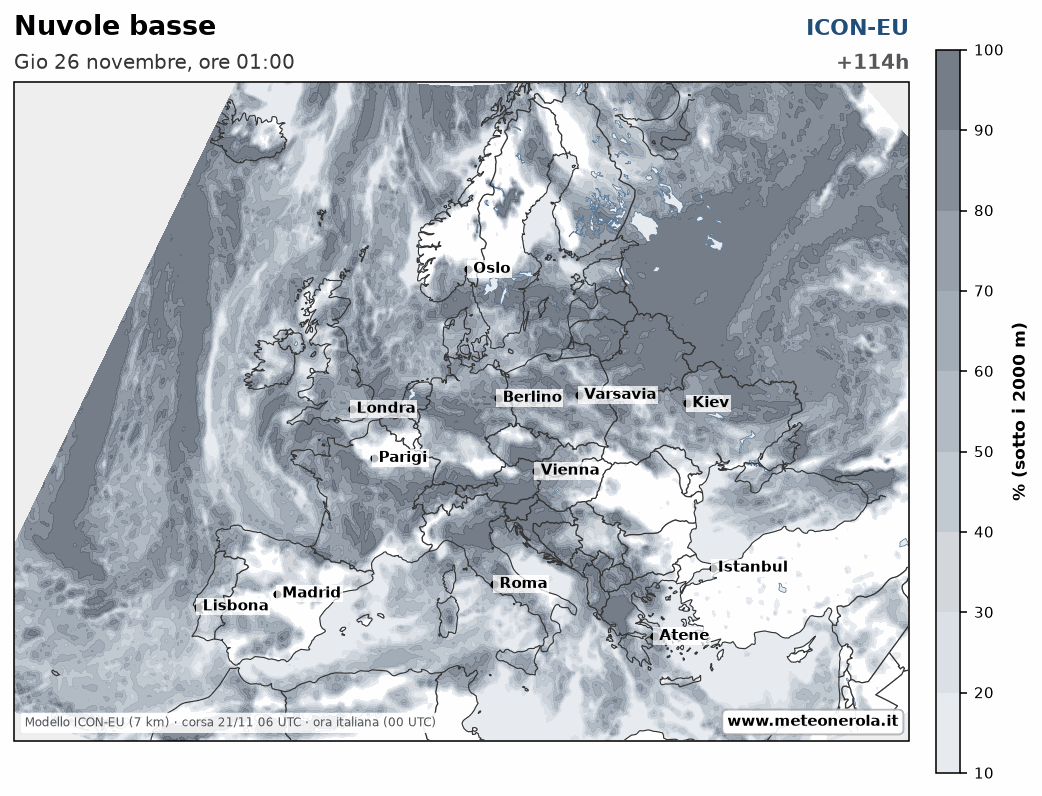 Nuvole basse
ICON-EU
Gio 26 novembre, ore 01:00
+114h
100
90
80
70
60
50
40
30
20
10
% (sotto i 2000 m)
Oslo
Londra
Berlino
Varsavia
Kiev
Parigi
Vienna
Istanbul
Roma
Madrid
Lisbona
Atene
Modello ICON-EU (7 km) · corsa 21/11 06 UTC · ora italiana (00 UTC)
www.meteonerola.it